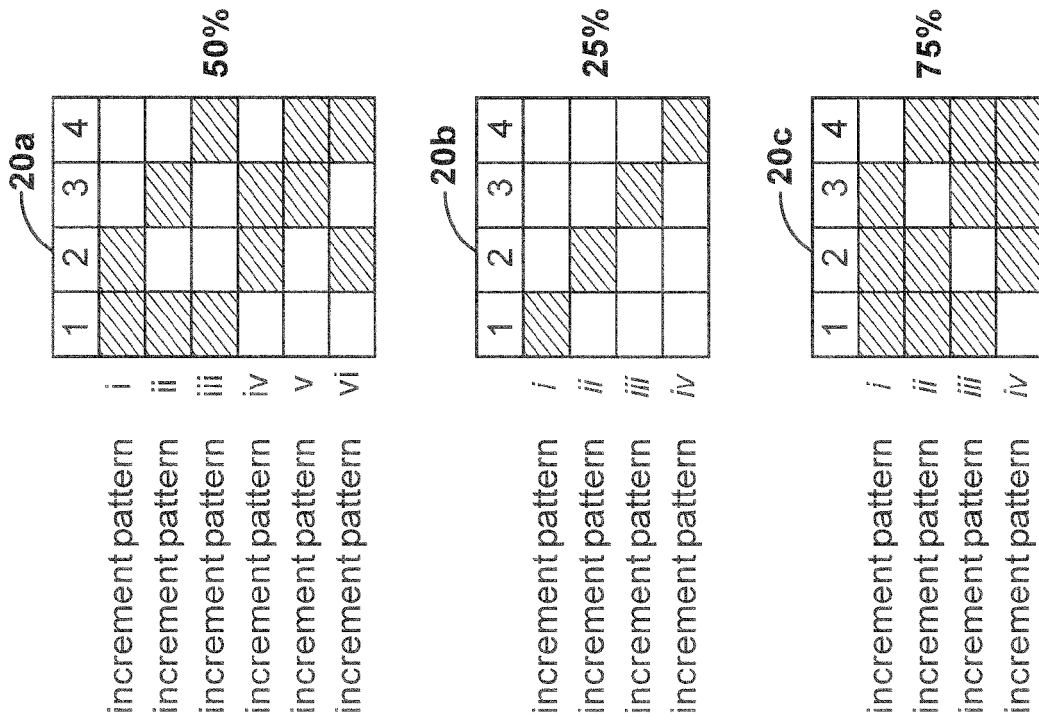 20a
1 2 3 4
increment pattern i
increment pattern ii
increment pattern iii
increment pattern iv
increment pattern v
increment pattern vi
50%
20b
1 2 3 4
increment pattern i
increment pattern ii
increment pattern iii
increment pattern iv
25%
20c
1 2 3 4
increment pattern i
increment pattern ii
increment pattern iii
increment pattern iv
75%